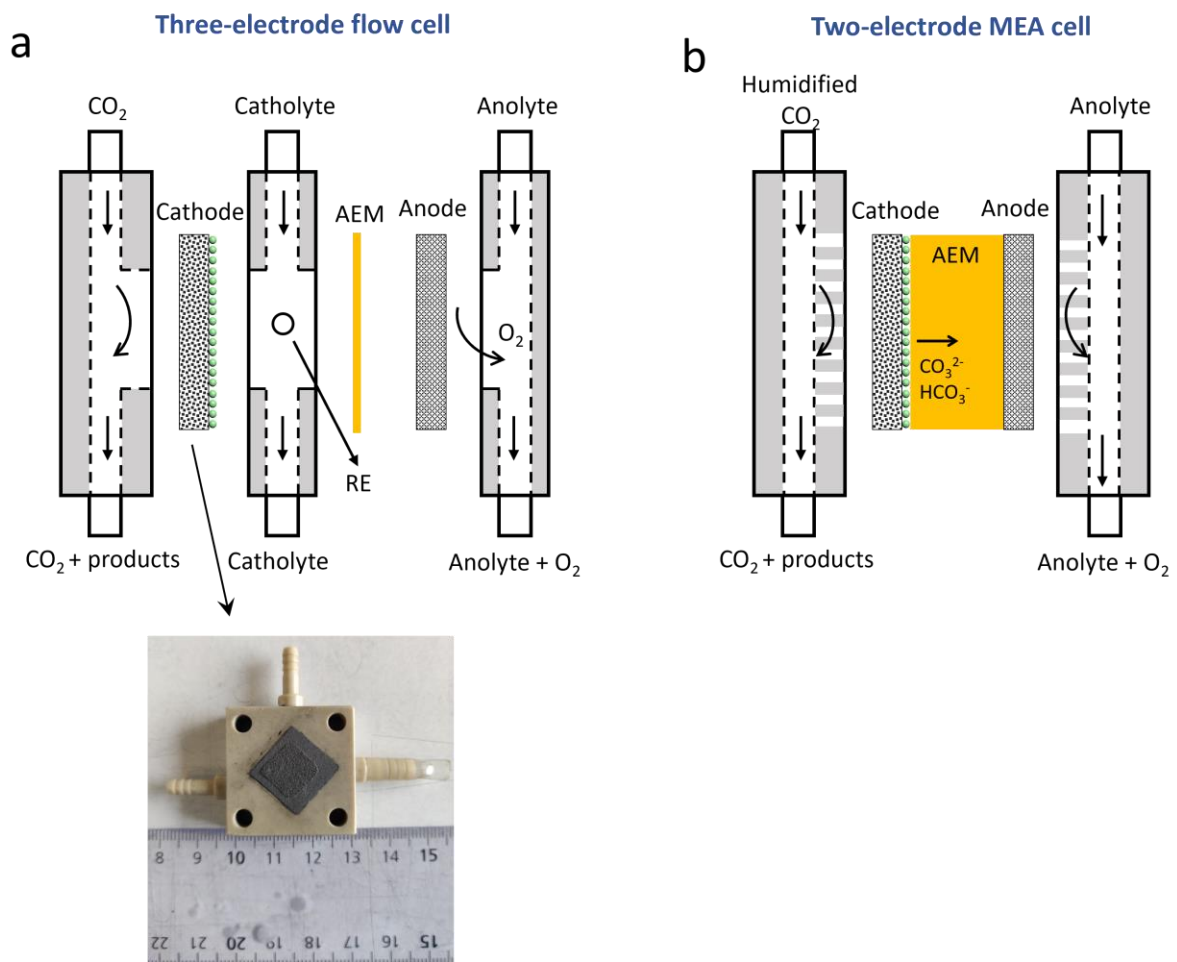 Three-electrode flow cell
a
CO₂
Catholyte
Anolyte
Cathode
AEM
Anode
O₂
RE
CO₂ + products
Catholyte
Anolyte + O₂
8 9 10 11 12 13 14 15
22 21 20 19 18 17 16 15
Two-electrode MEA cell
b
Humidified
CO₂
Anolyte
Cathode
Anode
AEM
CO₃²⁻
HCO₃⁻
CO₂ + products
Anolyte + O₂